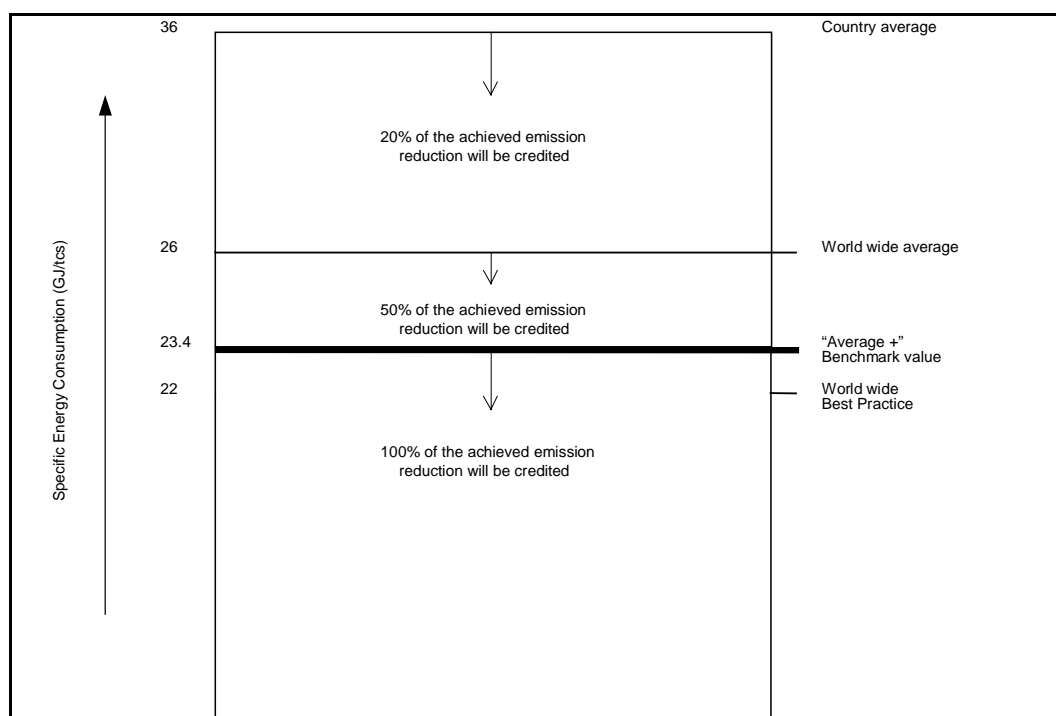 36
Country average
20% of the achieved emission
reduction will be credited
Specific Energy Consumption (GJ/tcs)
26
World wide average
50% of the achieved emission
reduction will be credited
23.4
“Average +”
Benchmark value
22
World wide
Best Practice
100% of the achieved emission
reduction will be credited